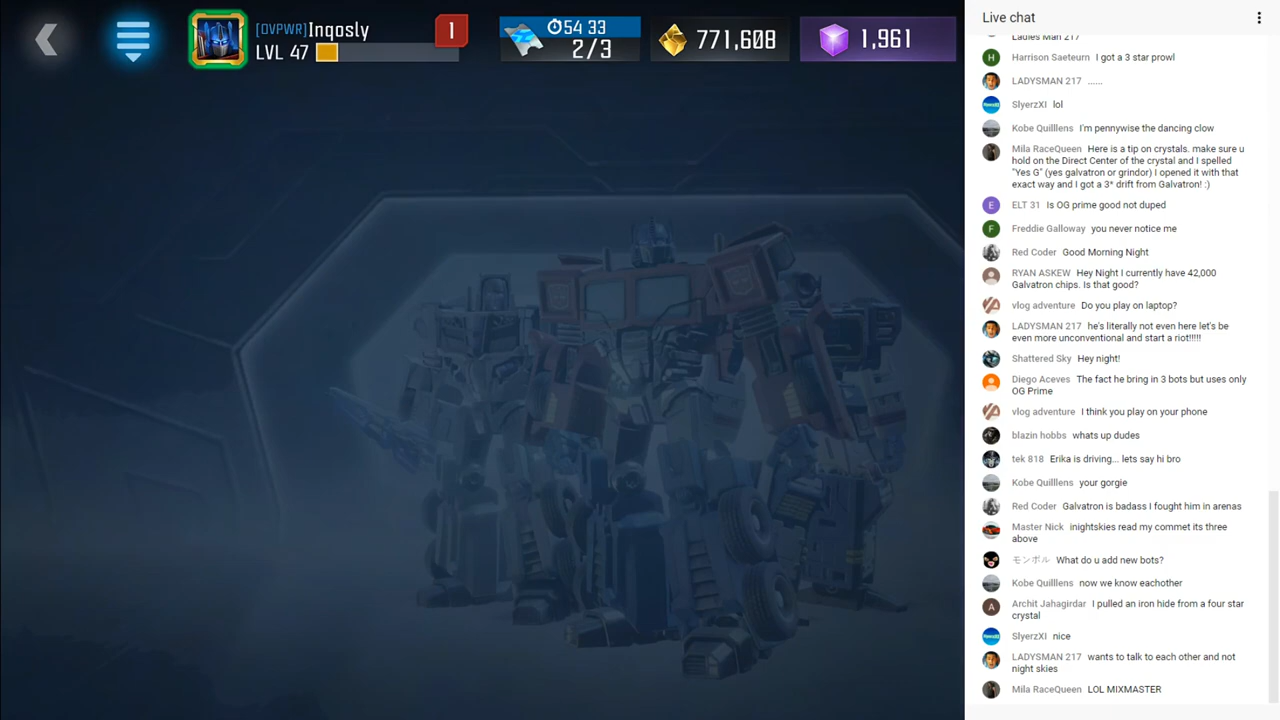 [OVPWR]Inqosly
LVL 47
1
54 33
2/3
771,608
1,961
Live chat
Ladies Man 217
Harrison Saeteurn I got a 3 star prowl
LADYSMAN 217 ......
SlyerzXI lol
Kobe Quilllens I'm pennywise the dancing clow
Mila RaceQueen Here is a tip on crystals. make sure u
hold on the Direct Center of the crystal and I spelled
"Yes G" (yes galvatron or grindor) I opened it with that
exact way and I got a 3* drift from Galvatron! :)
ELT 31 Is OG prime good not duped
Freddie Galloway you never notice me
Red Coder Good Morning Night
RYAN ASKEW Hey Night I currently have 42,000
Galvatron chips. Is that good?
vlog adventure Do you play on laptop?
LADYSMAN 217 he's literally not even here let's be
even more unconventional and start a riot!!!!!
Shattered Sky Hey night!
Diego Aceves The fact he bring in 3 bots but uses only
OG Prime
vlog adventure I think you play on your phone
blazin hobbs whats up dudes
tek 818 Erika is driving... lets say hi bro
Kobe Quilllens your gorgie
Red Coder Galvatron is badass I fought him in arenas
Master Nick inightskies read my commet its three
above
モンボル What do u add new bots?
Kobe Quilllens now we know eachother
Archit Jahagirdar I pulled an iron hide from a four star
crystal
SlyerzXI nice
LADYSMAN 217 wants to talk to each other and not
night skies
Mila RaceQueen LOL MIXMASTER